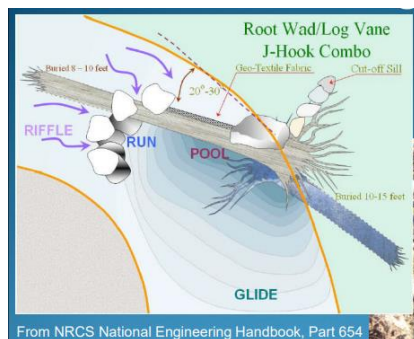 Root Wad/Log Vane
J-Hook Combo
Buried 8 - 10 feet
Geo-Textile Fabric
Cut-off Sill
20°-30°
RIFFLE
RUN
POOL
Buried 10-15 feet
GLIDE
From NRCS National Engineering Handbook, Part 654